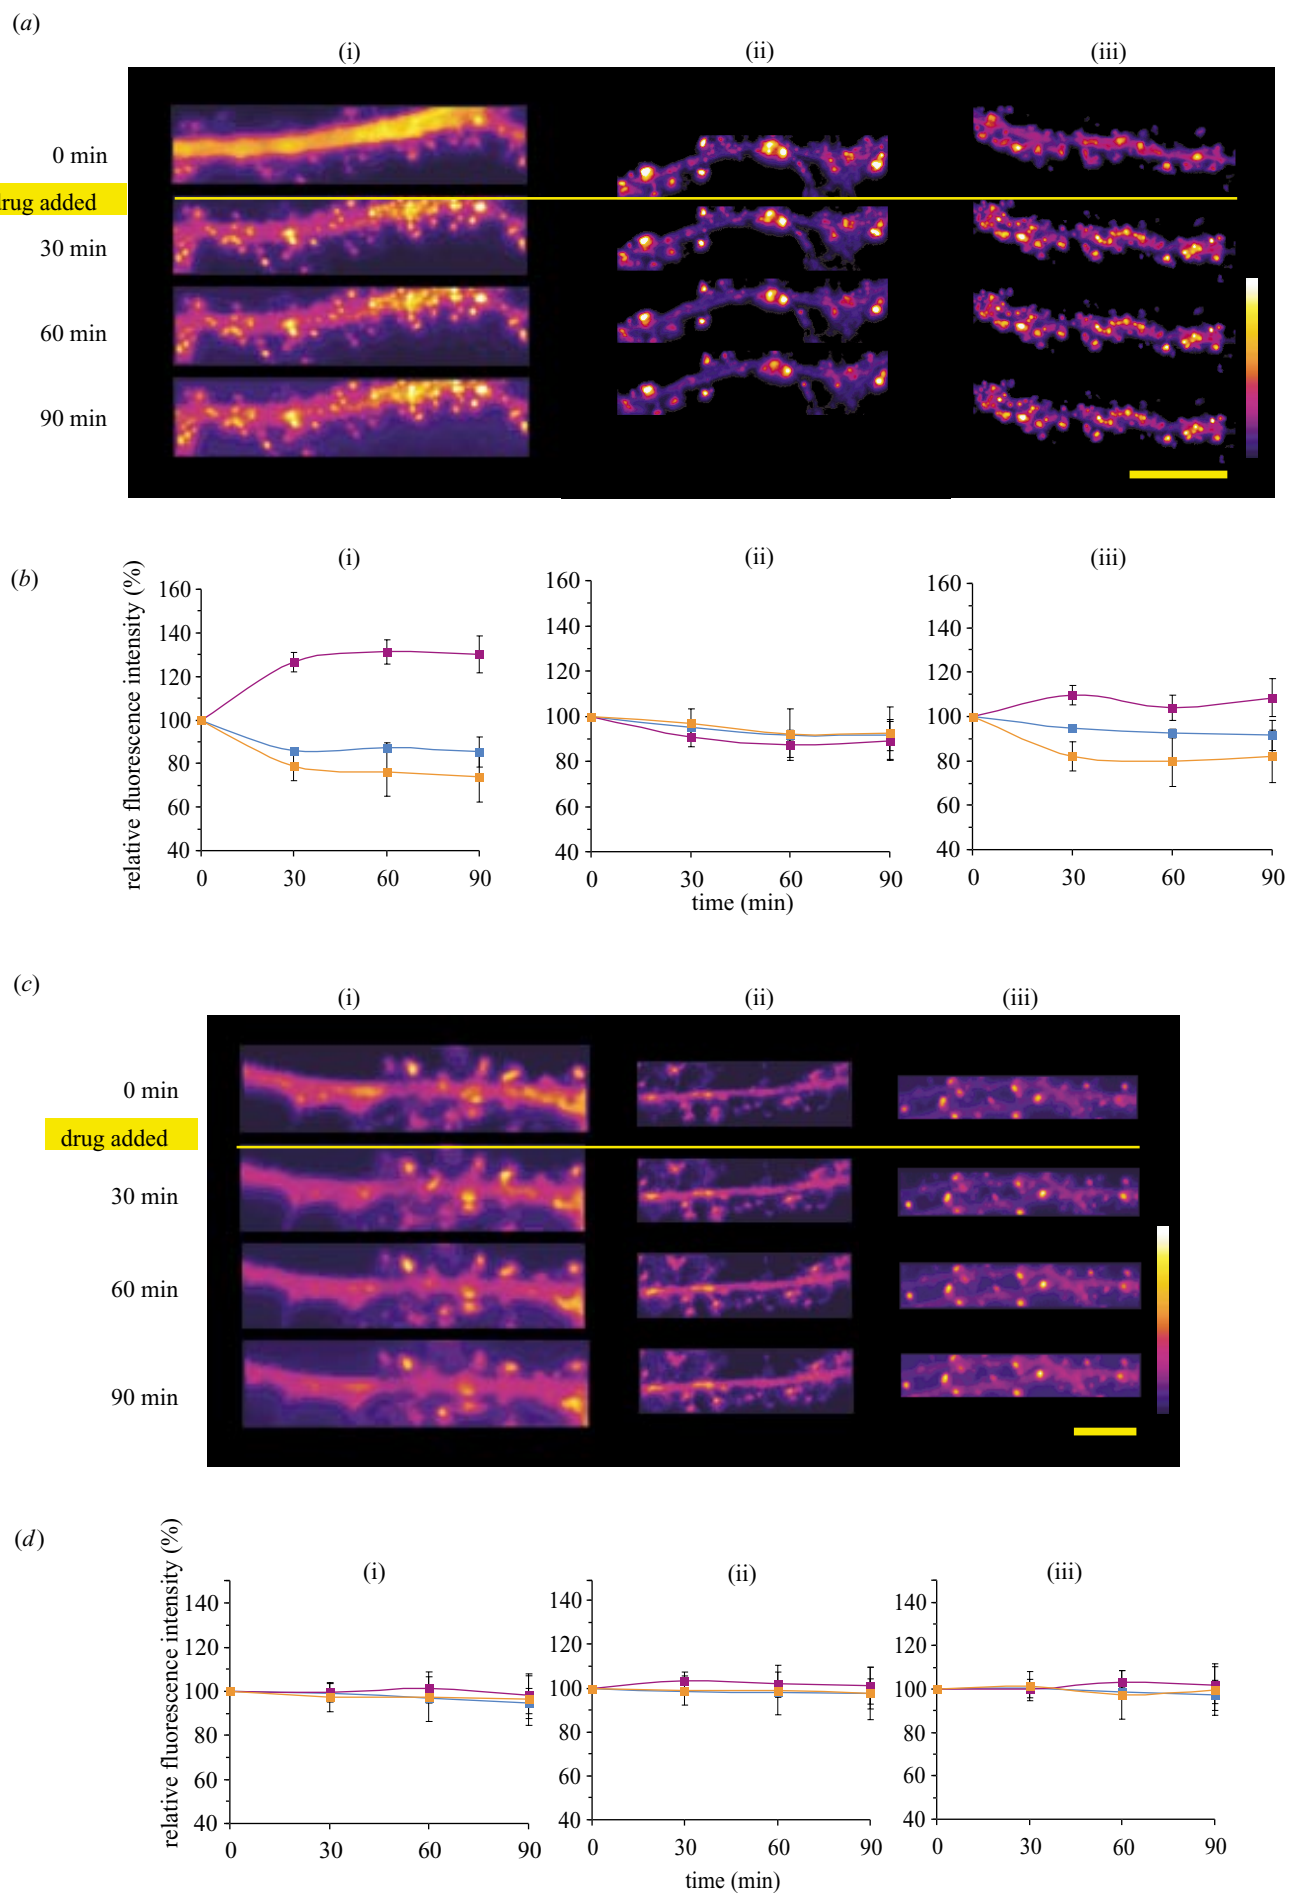 (a)
(i) (ii) (iii)
0 min
drug added
30 min
60 min
90 min
(b)
(i) (ii) (iii)
relative fluorescence intensity (%)
160 160 160
140 140 140
120 120 120
100 100 100
80 80 80
60 60 60
40 40 40
0 30 60 90 0 30 60 90 0 30 60 90
time (min)
(c)
(i) (ii) (iii)
0 min
drug added
30 min
60 min
90 min
(d)
(i) (ii) (iii)
relative fluorescence intensity (%)
140 140 140
120 120 120
100 100 100
80 80 80
60 60 60
40 40 40
0 30 60 90 0 30 60 90 0 30 60 90
time (min)